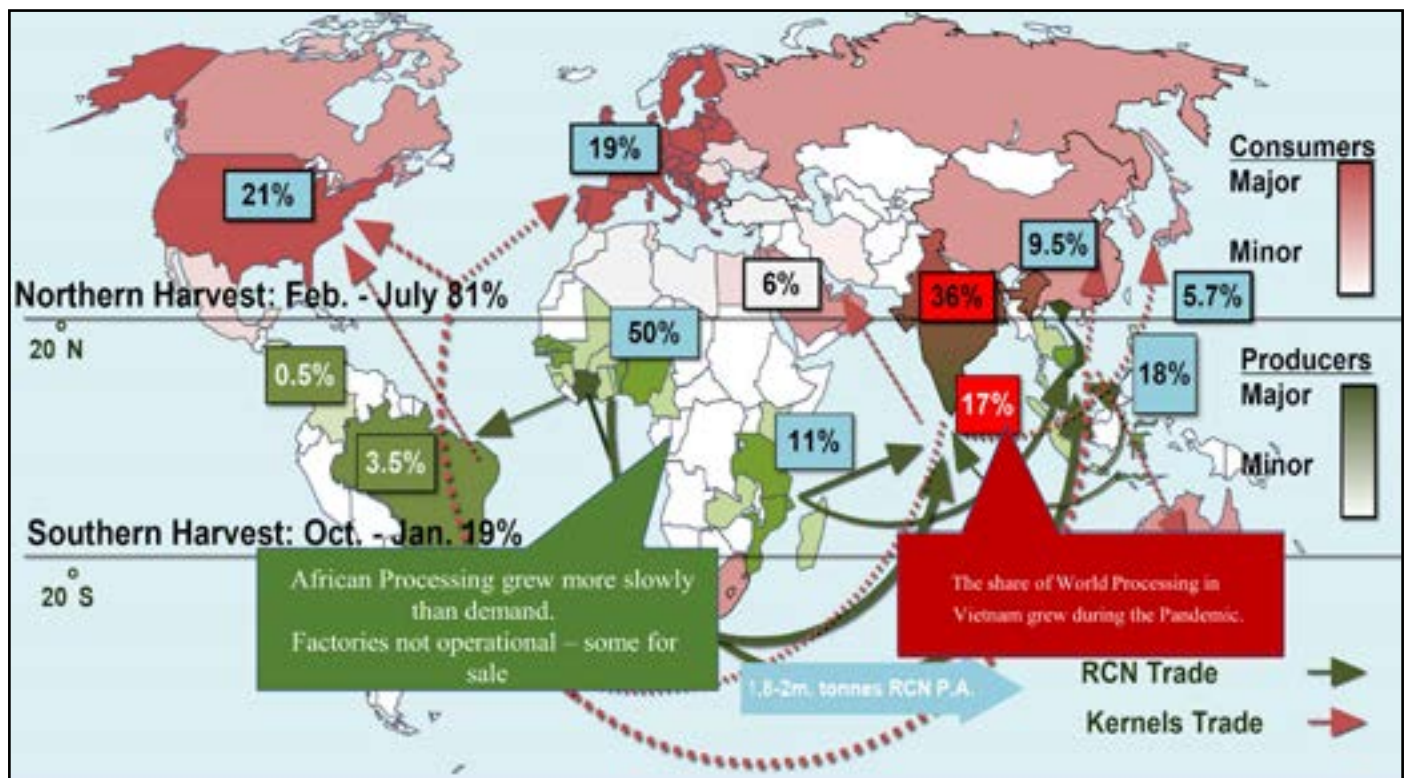 Consumers
Major
Minor
19%
21%
9.5%
6%
36%
5.7%
Northern Harvest: Feb. - July 81%
20 °N
50%
0.5%
18%
17%
Producers
Major
Minor
11%
3.5%
Southern Harvest: Oct. - Jan. 19%
20 °S
African Processing grew more slowly
than demand.
Factories not operational – some for
sale
The share of World Processing in
Vietnam grew during the Pandemic.
1.8-2m. tonnes RCN P.A.
RCN Trade
Kernels Trade